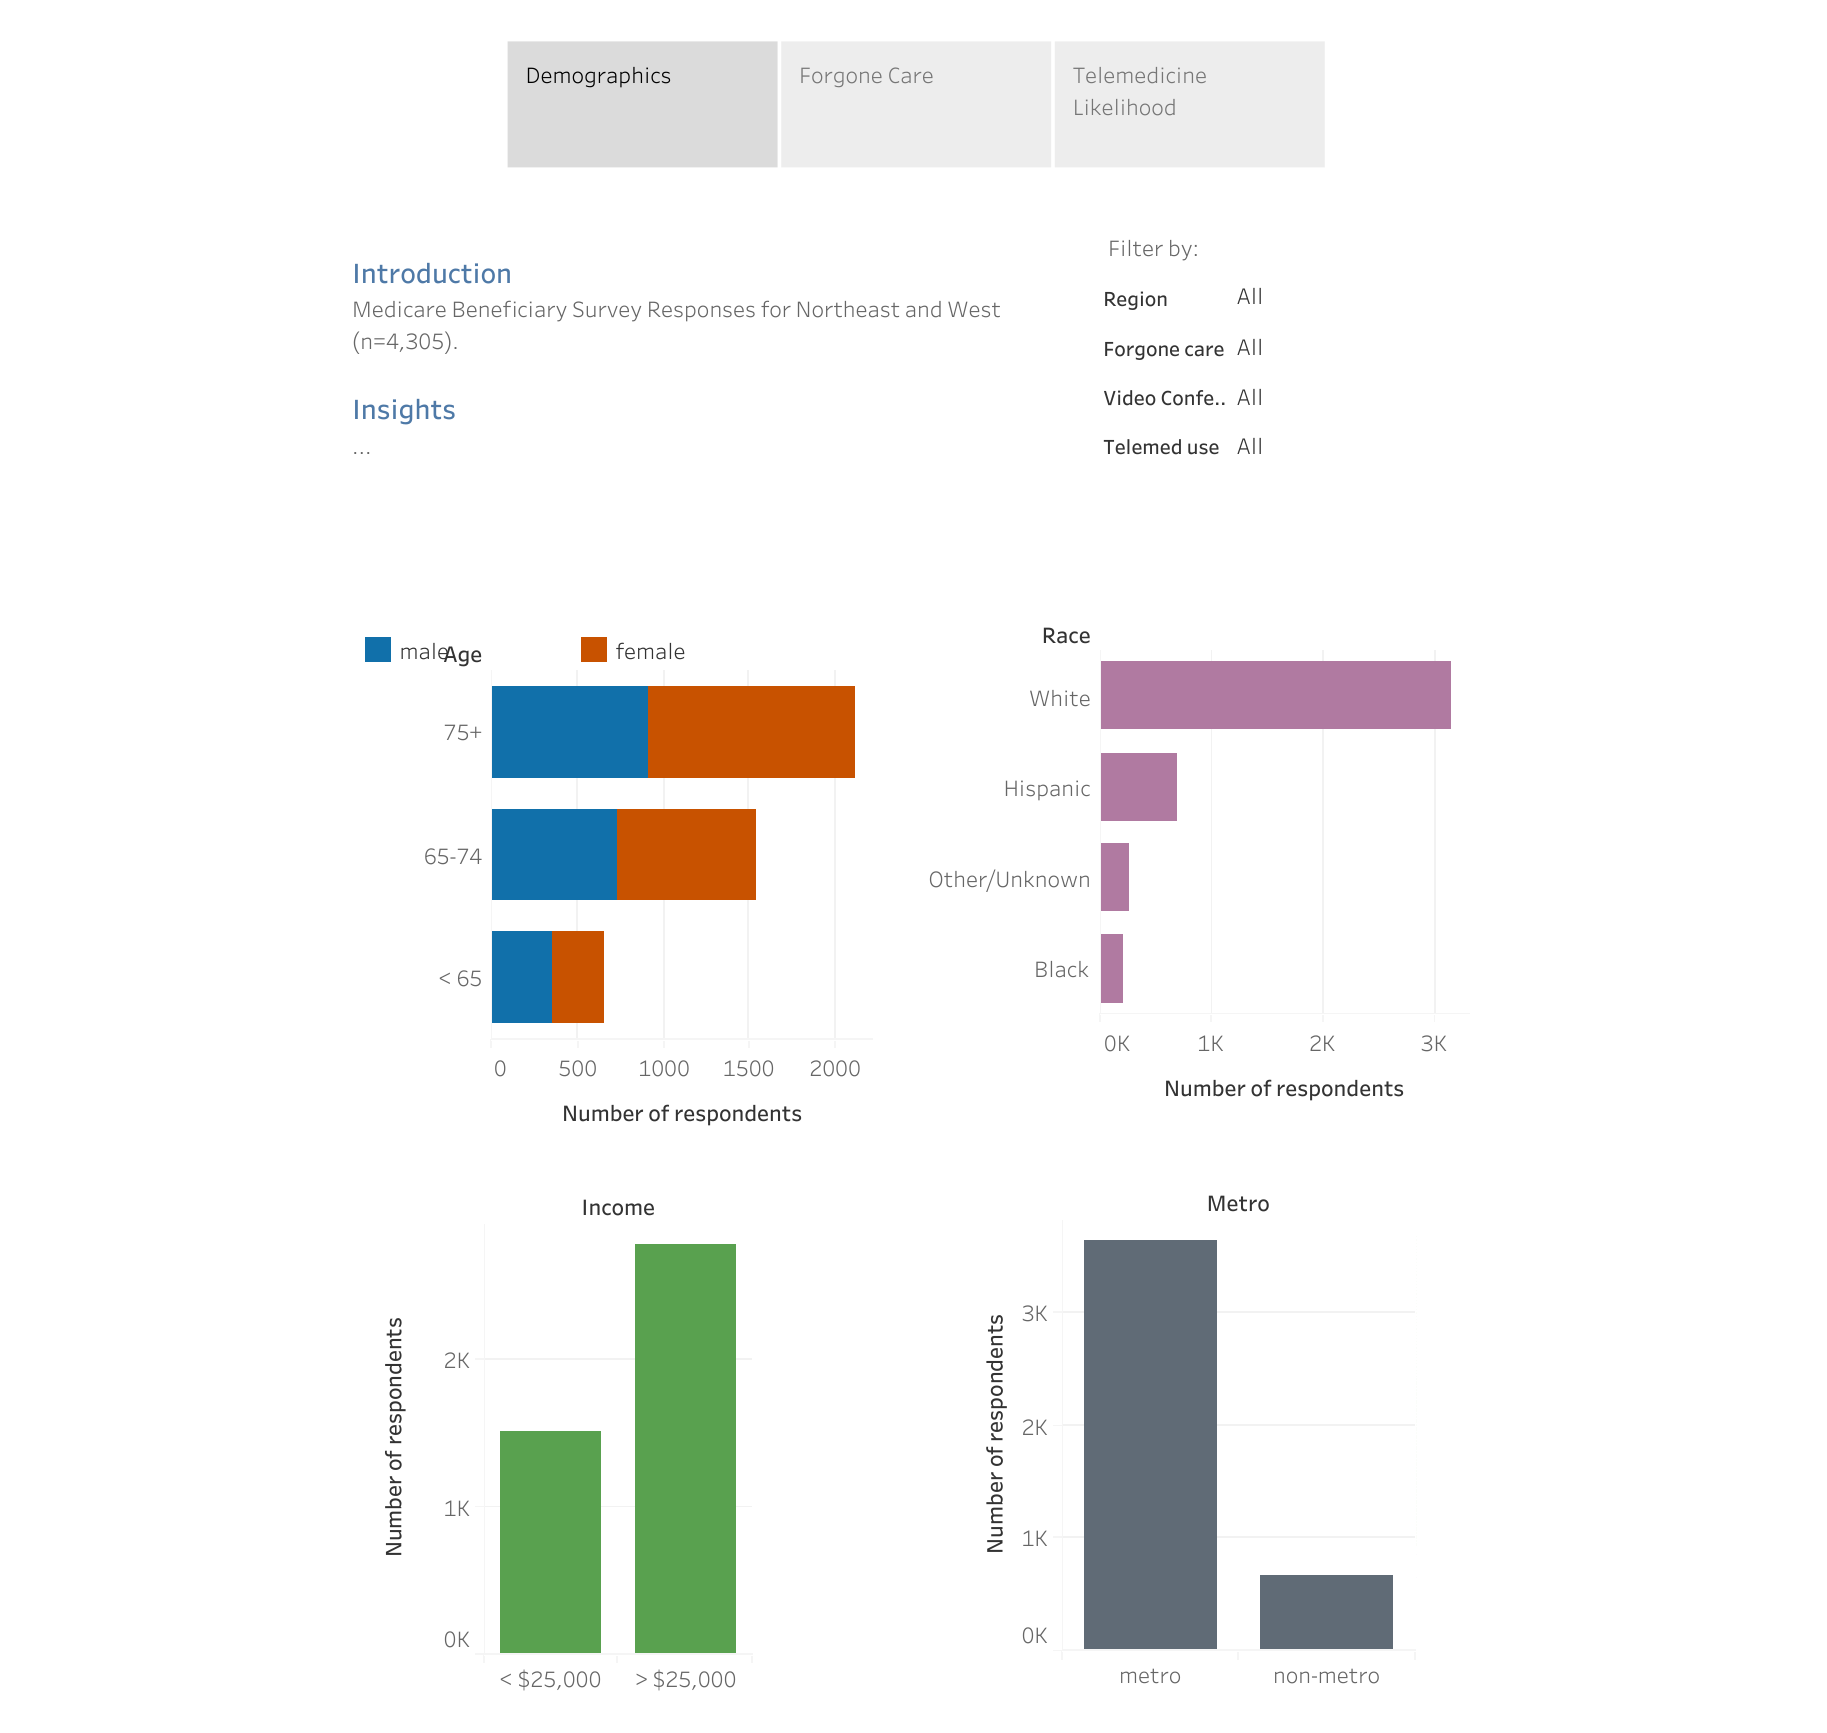 Demographics
Forgone Care
Telemedicine
Likelihood
Filter by:
Introduction
Medicare Beneficiary Survey Responses for Northeast and West
(n=4,305).
Insights
...
Region All
Forgone care All
Video Confe.. All
Telemed use All
male
Age
female
75+
65-74
< 65
0 500 1000 1500 2000
Number of respondents
Race
White
Hispanic
Other/Unknown
Black
0K 1K 2K 3K
Number of respondents
Income
Number of respondents
2K
1K
0K
< $25,000 > $25,000
Metro
Number of respondents
3K
2K
1K
0K
metro non-metro